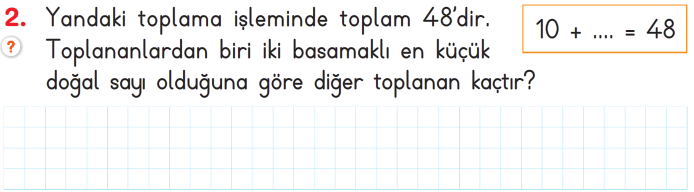 2. Yandaki toplama işleminde toplam 48'dir.
10 + .... = 48
? Toplananlardan biri iki basamaklı en küçük
doğal sayı olduğuna göre diğer toplanan kaçtır?